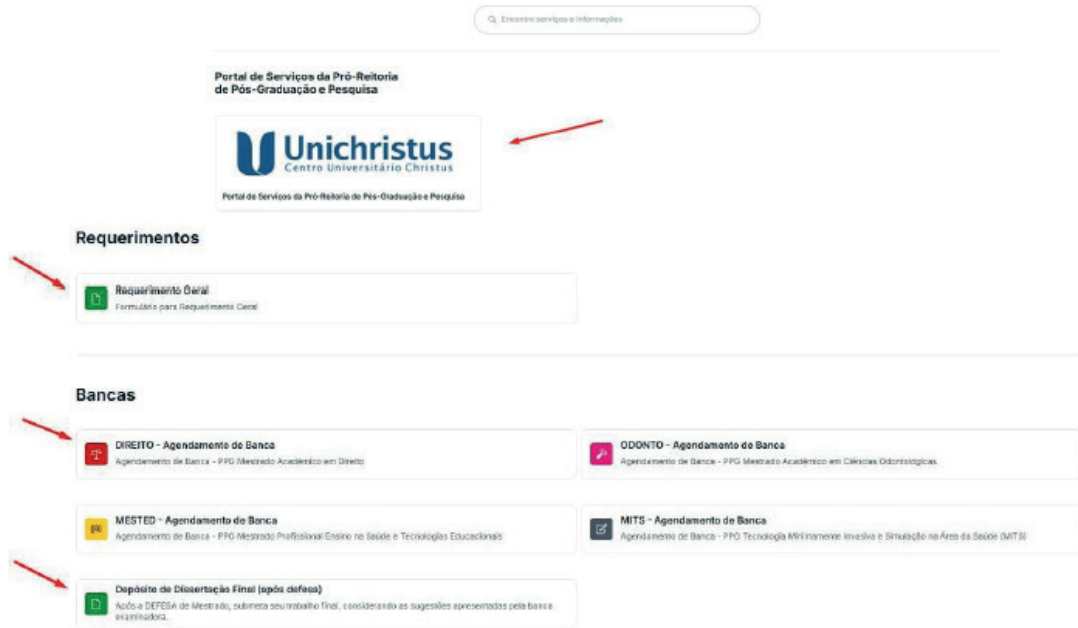 Encontre serviços e informações
Portal de Serviços da Pró-Reitoria
de Pós-Graduação e Pesquisa
Unichristus
Centro Universitário Christus
Portal de Serviços da Pró-Reitoria de Pós-Graduação e Pesquisa
Requerimentos
Requerimento Geral
Formulário para Requerimento Geral
Bancas
DIREITO - Agendamento de Banca
Agendamento de Banca - PPG Mestrado Acadêmico em Direito
ODONTO - Agendamento de Banca
Agendamento de Banca - PPG Mestrado Acadêmico em Ciências Odontológicas
MESTED - Agendamento de Banca
Agendamento de Banca - PPG Mestrado Profissional Ensino na Saúde e Tecnologias Educacionais
MITS - Agendamento de Banca
Agendamento de Banca - PPG Tecnologia Minimamente Invasiva e Simulação na Área da Saúde (MITS)
Depósito de Dissertação Final (após defesa)
Após a DEFESA de Mestrado, submeta seu trabalho final, considerando as sugestões apresentadas pela banca
examinadora.